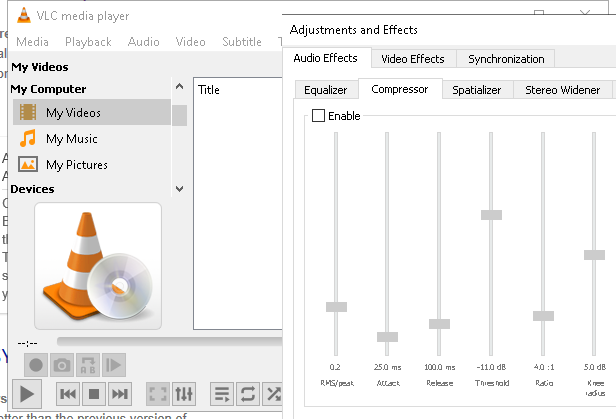 VLC media player
Media Playback Audio Video Subtitle T
My Videos
My Computer
My Videos
My Music
My Pictures
Devices
Title
--:--
Adjustments and Effects
Audio Effects Video Effects Synchronization
Equalizer Compressor Spatializer Stereo Widener
Enable
0.2 25.0 ms 100.0 ms -11.0 dB 4.0 :1 5.0 dB
RMS/peak Attack Release Threshold Ratio Knee
radius
etter than the previous version of